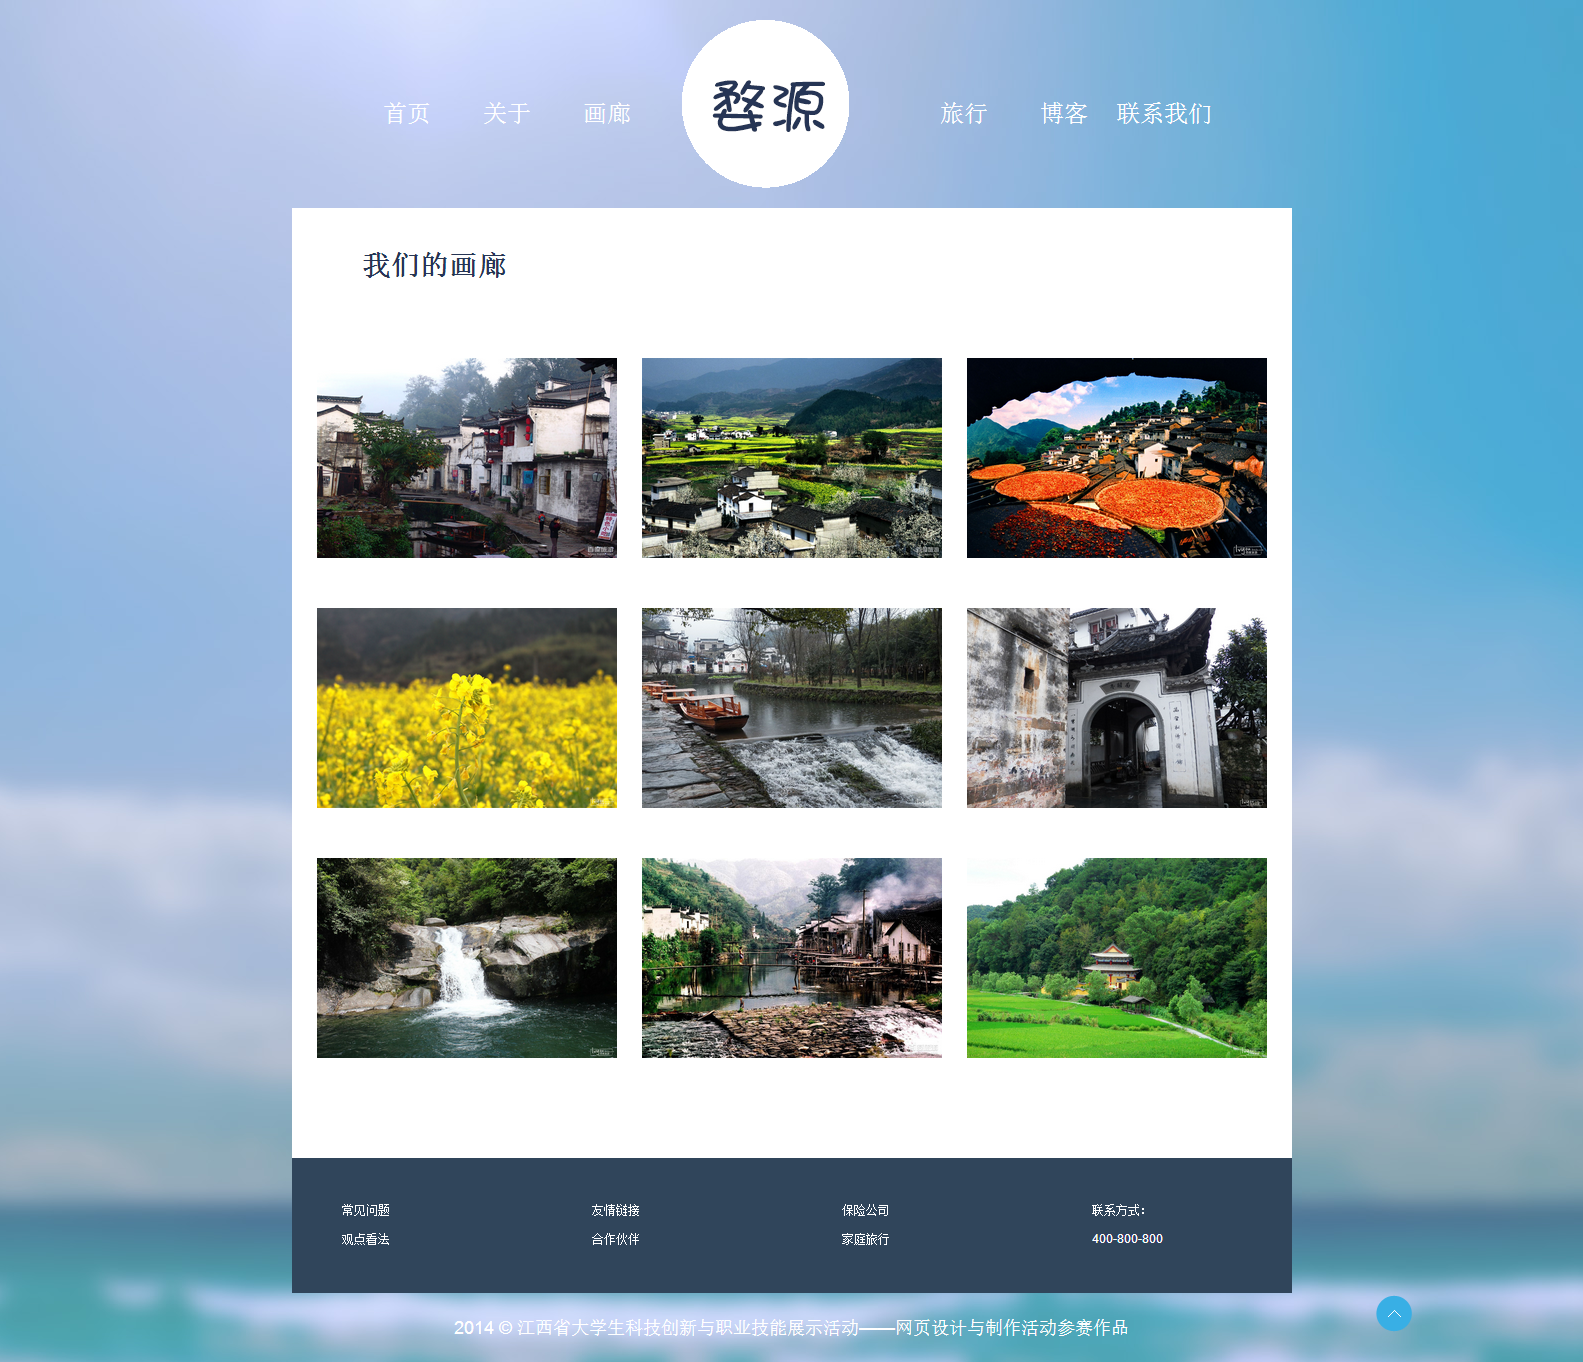 首页
关于
画廊
婺源
旅行
博客
联系我们
我们的画廊
常见问题
友情链接
保险公司
联系方式：
观点看法
合作伙伴
家庭旅行
400-800-800
2014 © 江西省大学生科技创新与职业技能展示活动——网页设计与制作活动参赛作品